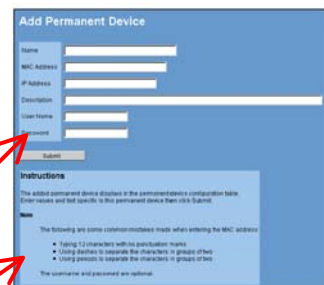 Add Permanent Device
Name
MAC Address
IP Address
Description
User Name
Password
Submit
Instructions
The added permanent device displays in the permanent device configuration table.
Enter values and text specific to this permanent device then click Submit.
Note
The following are some common mistakes made when entering the MAC address:
Typing 12 characters with no punctuation marks
Using dashes to separate the characters in groups of two
Using periods to separate the characters in groups of two
The username and password are optional.